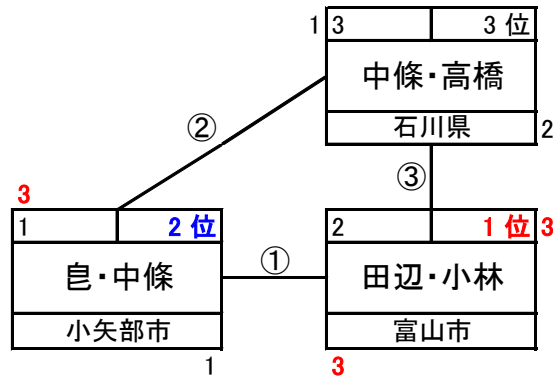 1 3 3 位
中條・高橋
石川県 2
②
③
3
1 2 位
2 1 位 3
皀・中條
①
田辺・小林
小矢部市
富山市
1
3